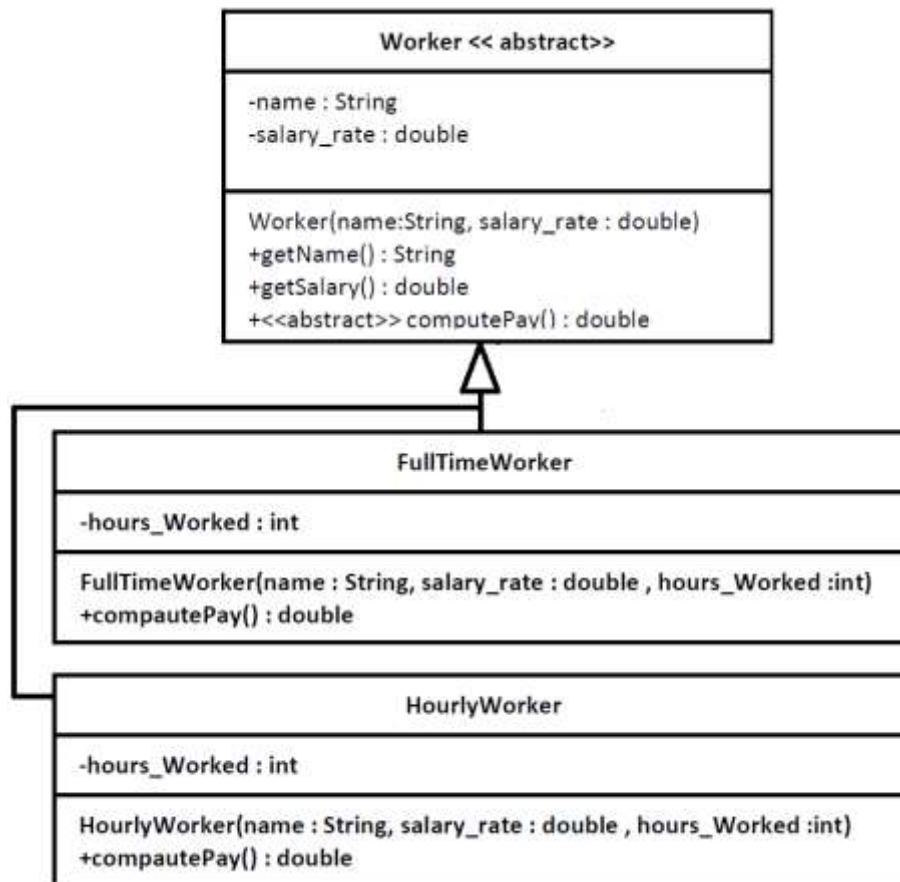 Worker << abstract>>
-name : String
-salary_rate : double
Worker(name:String, salary_rate : double)
+getName() : String
+getSalary() : double
+<<abstract>> computePay() : double
FullTimeWorker
-hours_Worked : int
FullTimeWorker(name : String, salary_rate : double , hours_Worked :int)
+compautePay() : double
HourlyWorker
-hours_Worked : int
HourlyWorker(name : String, salary_rate : double , hours_Worked :int)
+compautePay() : double